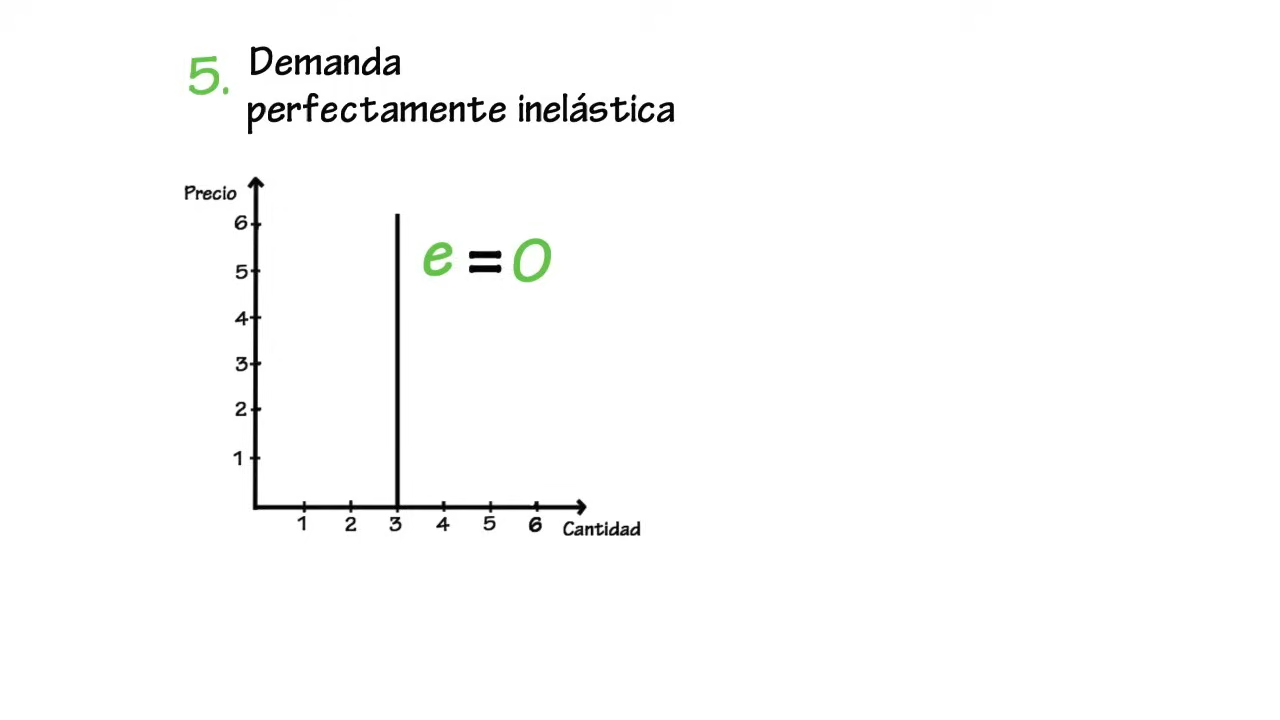 5. Demanda
perfectamente inelástica
Precio
6
e = 0
5
4
3
2
1
1 2 3 4 5 6
Cantidad